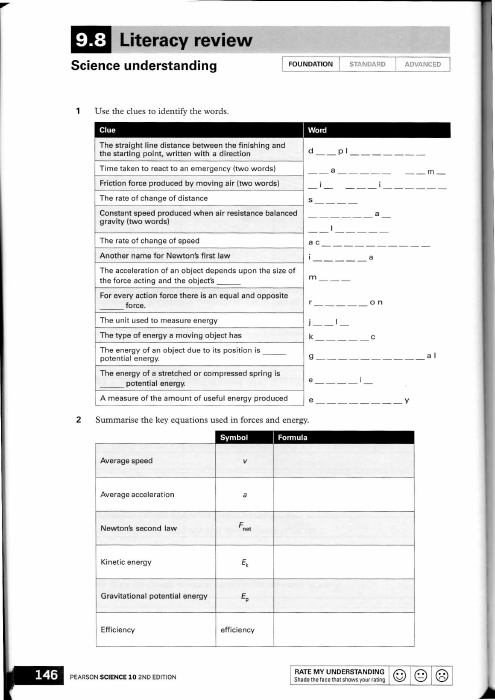 9.8 Literacy review
Science understanding
FOUNDATION STANDARD ADVANCED
1 Use the clues to identify the words.
Clue Word
The straight line distance between the finishing and
the starting point, written with a direction
d _ _ p l _ _ _ _ _ _ _ _
Time taken to react to an emergency (two words)
_ _ a _ _ _ _ _ _ _ m _
Friction force produced by moving air (two words)
_ i _ _ _ _ i _ _ _ _ _ _
The rate of change of distance
s _ _ _ _
Constant speed produced when air resistance balanced
gravity (two words)
_ _ _ _ _ _ a _
_ _ l _ _ _ _ _
The rate of change of speed
a c _ _ _ _ _ _ _ _ _ _
Another name for Newton's first law
i _ _ _ _ _ a
The acceleration of an object depends upon the size of
the force acting and the object's _____
m _ _ _
For every action force there is an equal and opposite
_____ force.
r _ _ _ _ _ o n
The unit used to measure energy
j _ _ l _
The type of energy a moving object has
k _ _ _ _ _ c
The energy of an object due to its position is _____
potential energy.
g _ _ _ _ _ _ _ _ _ _ _ a l
The energy of a stretched or compressed spring is
_____ potential energy.
e _ _ _ _ i _
A measure of the amount of useful energy produced
e _ _ _ _ _ _ _ _ y
2 Summarise the key equations used in forces and energy.
Symbol Formula
Average speed v
Average acceleration a
Newton's second law Fnet
Kinetic energy Ek
Gravitational potential energy Ep
Efficiency efficiency
146 PEARSON SCIENCE 10 2ND EDITION
RATE MY UNDERSTANDING
Shade the face that shows your rating